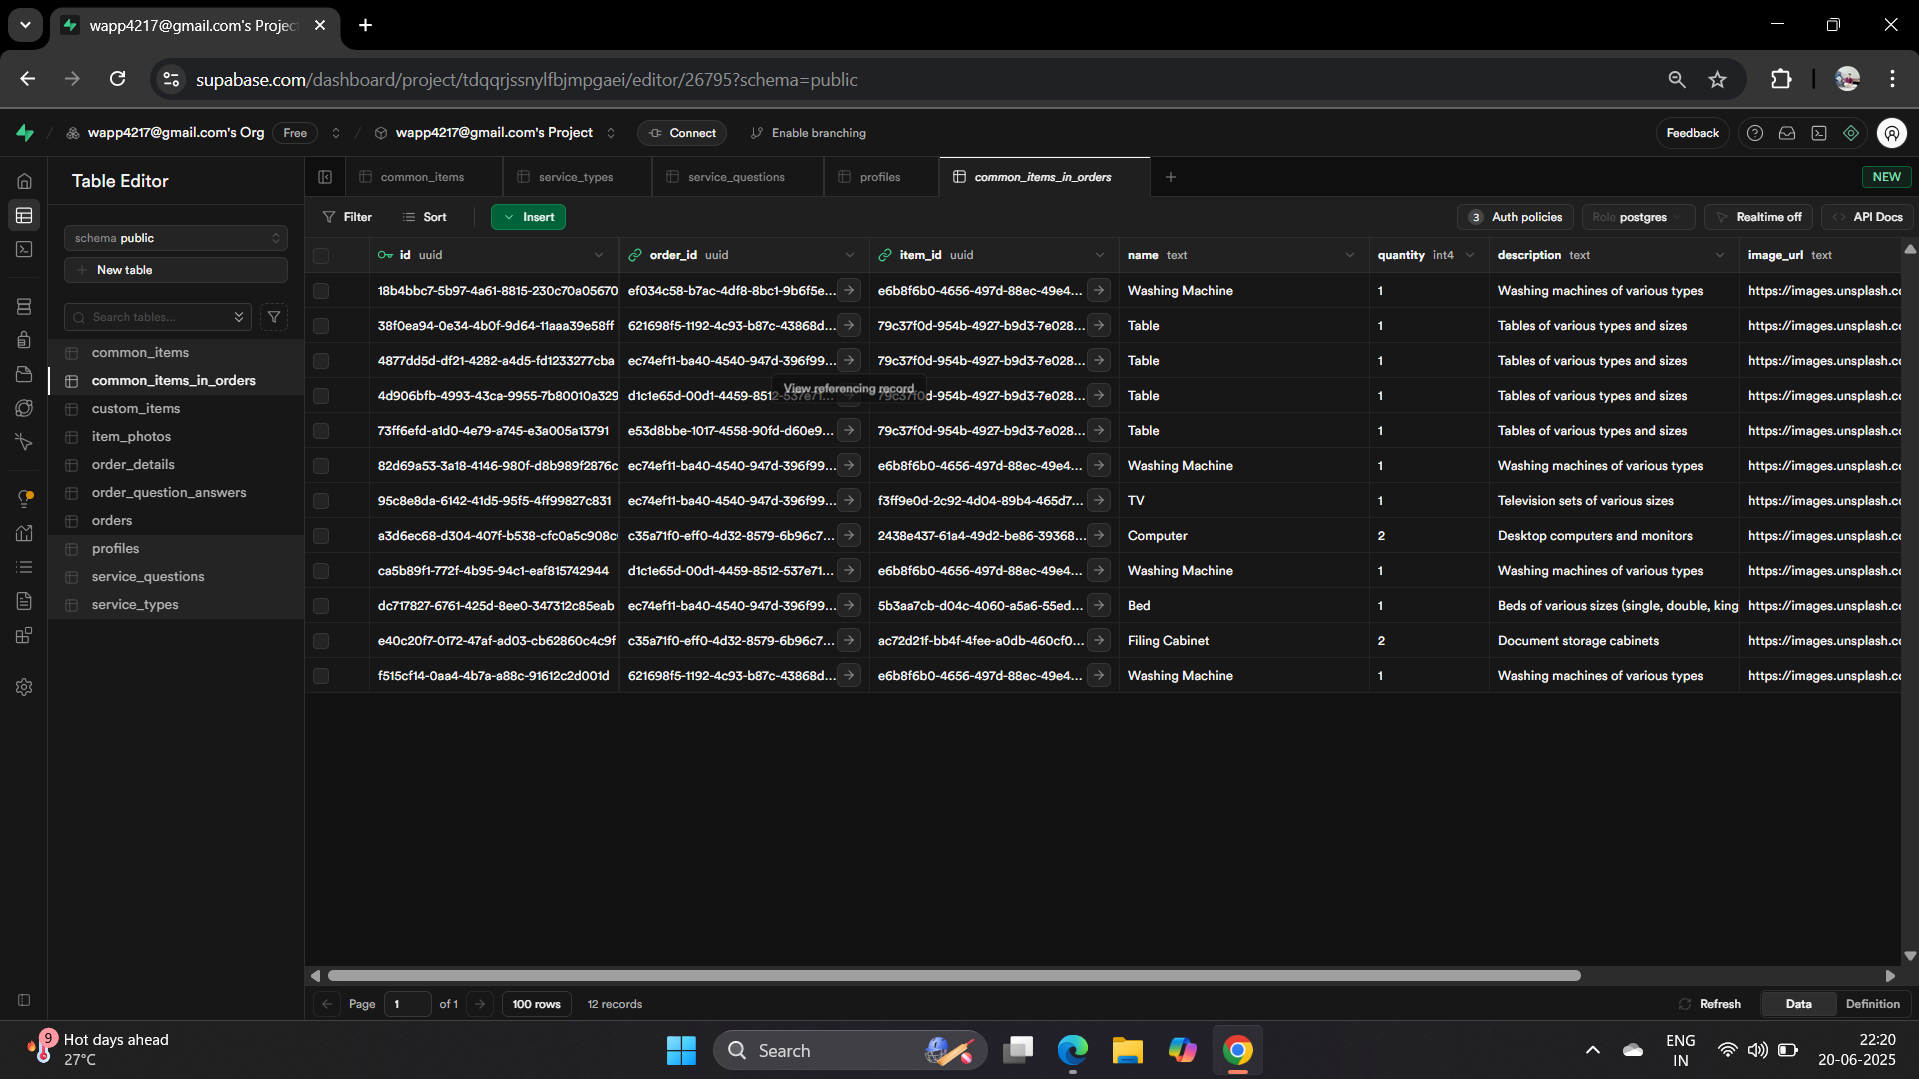 wapp4217@gmail.com's Projec
supabase.com/dashboard/project/tdqqrjssnylfbjmpgaei/editor/26795?schema=public
wapp4217@gmail.com's Org Free / wapp4217@gmail.com's Project Connect Enable branching Feedback
Table Editor
common_items service_types service_questions profiles common_items_in_orders NEW
Filter Sort Insert 3 Auth policies Role postgres Realtime off API Docs
schema public
New table
Search tables...
common_items
common_items_in_orders
custom_items
item_photos
order_details
order_question_answers
orders
profiles
service_questions
service_types
id uuid order_id uuid item_id uuid name text quantity int4 description text image_url text
18b4bbc7-5b97-4a61-8815-230c70a05670 ef034c58-b7ac-4df8-8bc1-9b6f5e... e6b8f6b0-4656-497d-88ec-49e4... Washing Machine 1 Washing machines of various types https://images.unsplash.c
38f0ea94-0e34-4b0f-9d64-11aaa39e58ff 621698f5-1192-4c93-b87c-43868d... 79c37f0d-954b-4927-b9d3-7e028... Table 1 Tables of various types and sizes https://images.unsplash.c
4877dd5d-df21-4282-a4d5-fd1233277cba ec74ef11-ba40-4540-947d-396f99... 79c37f0d-954b-4927-b9d3-7e028... Table 1 Tables of various types and sizes https://images.unsplash.c
View referencing record
4d906bfb-4993-43ca-9955-7b80010a329 d1c1e65d-00d1-4459-8512-537e71... 79c37f0d-954b-4927-b9d3-7e028... Table 1 Tables of various types and sizes https://images.unsplash.c
73ff6efd-a1d0-4e79-a745-e3a005a13791 e53d8bbe-1017-4558-90fd-d60e9... 79c37f0d-954b-4927-b9d3-7e028... Table 1 Tables of various types and sizes https://images.unsplash.c
82d69a53-3a18-4146-980f-d8b989f2876c ec74ef11-ba40-4540-947d-396f99... e6b8f6b0-4656-497d-88ec-49e4... Washing Machine 1 Washing machines of various types https://images.unsplash.c
95c8e8da-6142-41d5-95f5-4ff99827c831 ec74ef11-ba40-4540-947d-396f99... f3ff9e0d-2c92-4d04-89b4-465d7... TV 1 Television sets of various sizes https://images.unsplash.c
a3d6ec68-d304-407f-b538-cfc0a5c908c ec35a71f0-eff0-4d32-8579-6b96c7... 2438e437-61a4-49d2-be86-39368... Computer 2 Desktop computers and monitors https://images.unsplash.c
ca5b89f1-772f-4b95-94c1-eaf815742944 d1c1e65d-00d1-4459-8512-537e71... e6b8f6b0-4656-497d-88ec-49e4... Washing Machine 1 Washing machines of various types https://images.unsplash.c
dc717827-6761-425d-8ee0-347312c85eab ec74ef11-ba40-4540-947d-396f99... 5b3aa7cb-d04c-4060-a5a6-55ed... Bed 1 Beds of various sizes (single, double, king https://images.unsplash.c
e40c20f7-0172-47af-ad03-cb62860c4c9f c35a71f0-eff0-4d32-8579-6b96c7... ac72d21f-bb4f-4fee-a0db-460cf0... Filing Cabinet 2 Document storage cabinets https://images.unsplash.c
f515cf14-0aa4-4b7a-a88c-91612c2d001d 621698f5-1192-4c93-b87c-43868d... e6b8f6b0-4656-497d-88ec-49e4... Washing Machine 1 Washing machines of various types https://images.unsplash.c
Page 1 of 1 100 rows 12 records Refresh Data Definition
9 Hot days ahead
27°C
Search
ENG
IN
22:20
20-06-2025